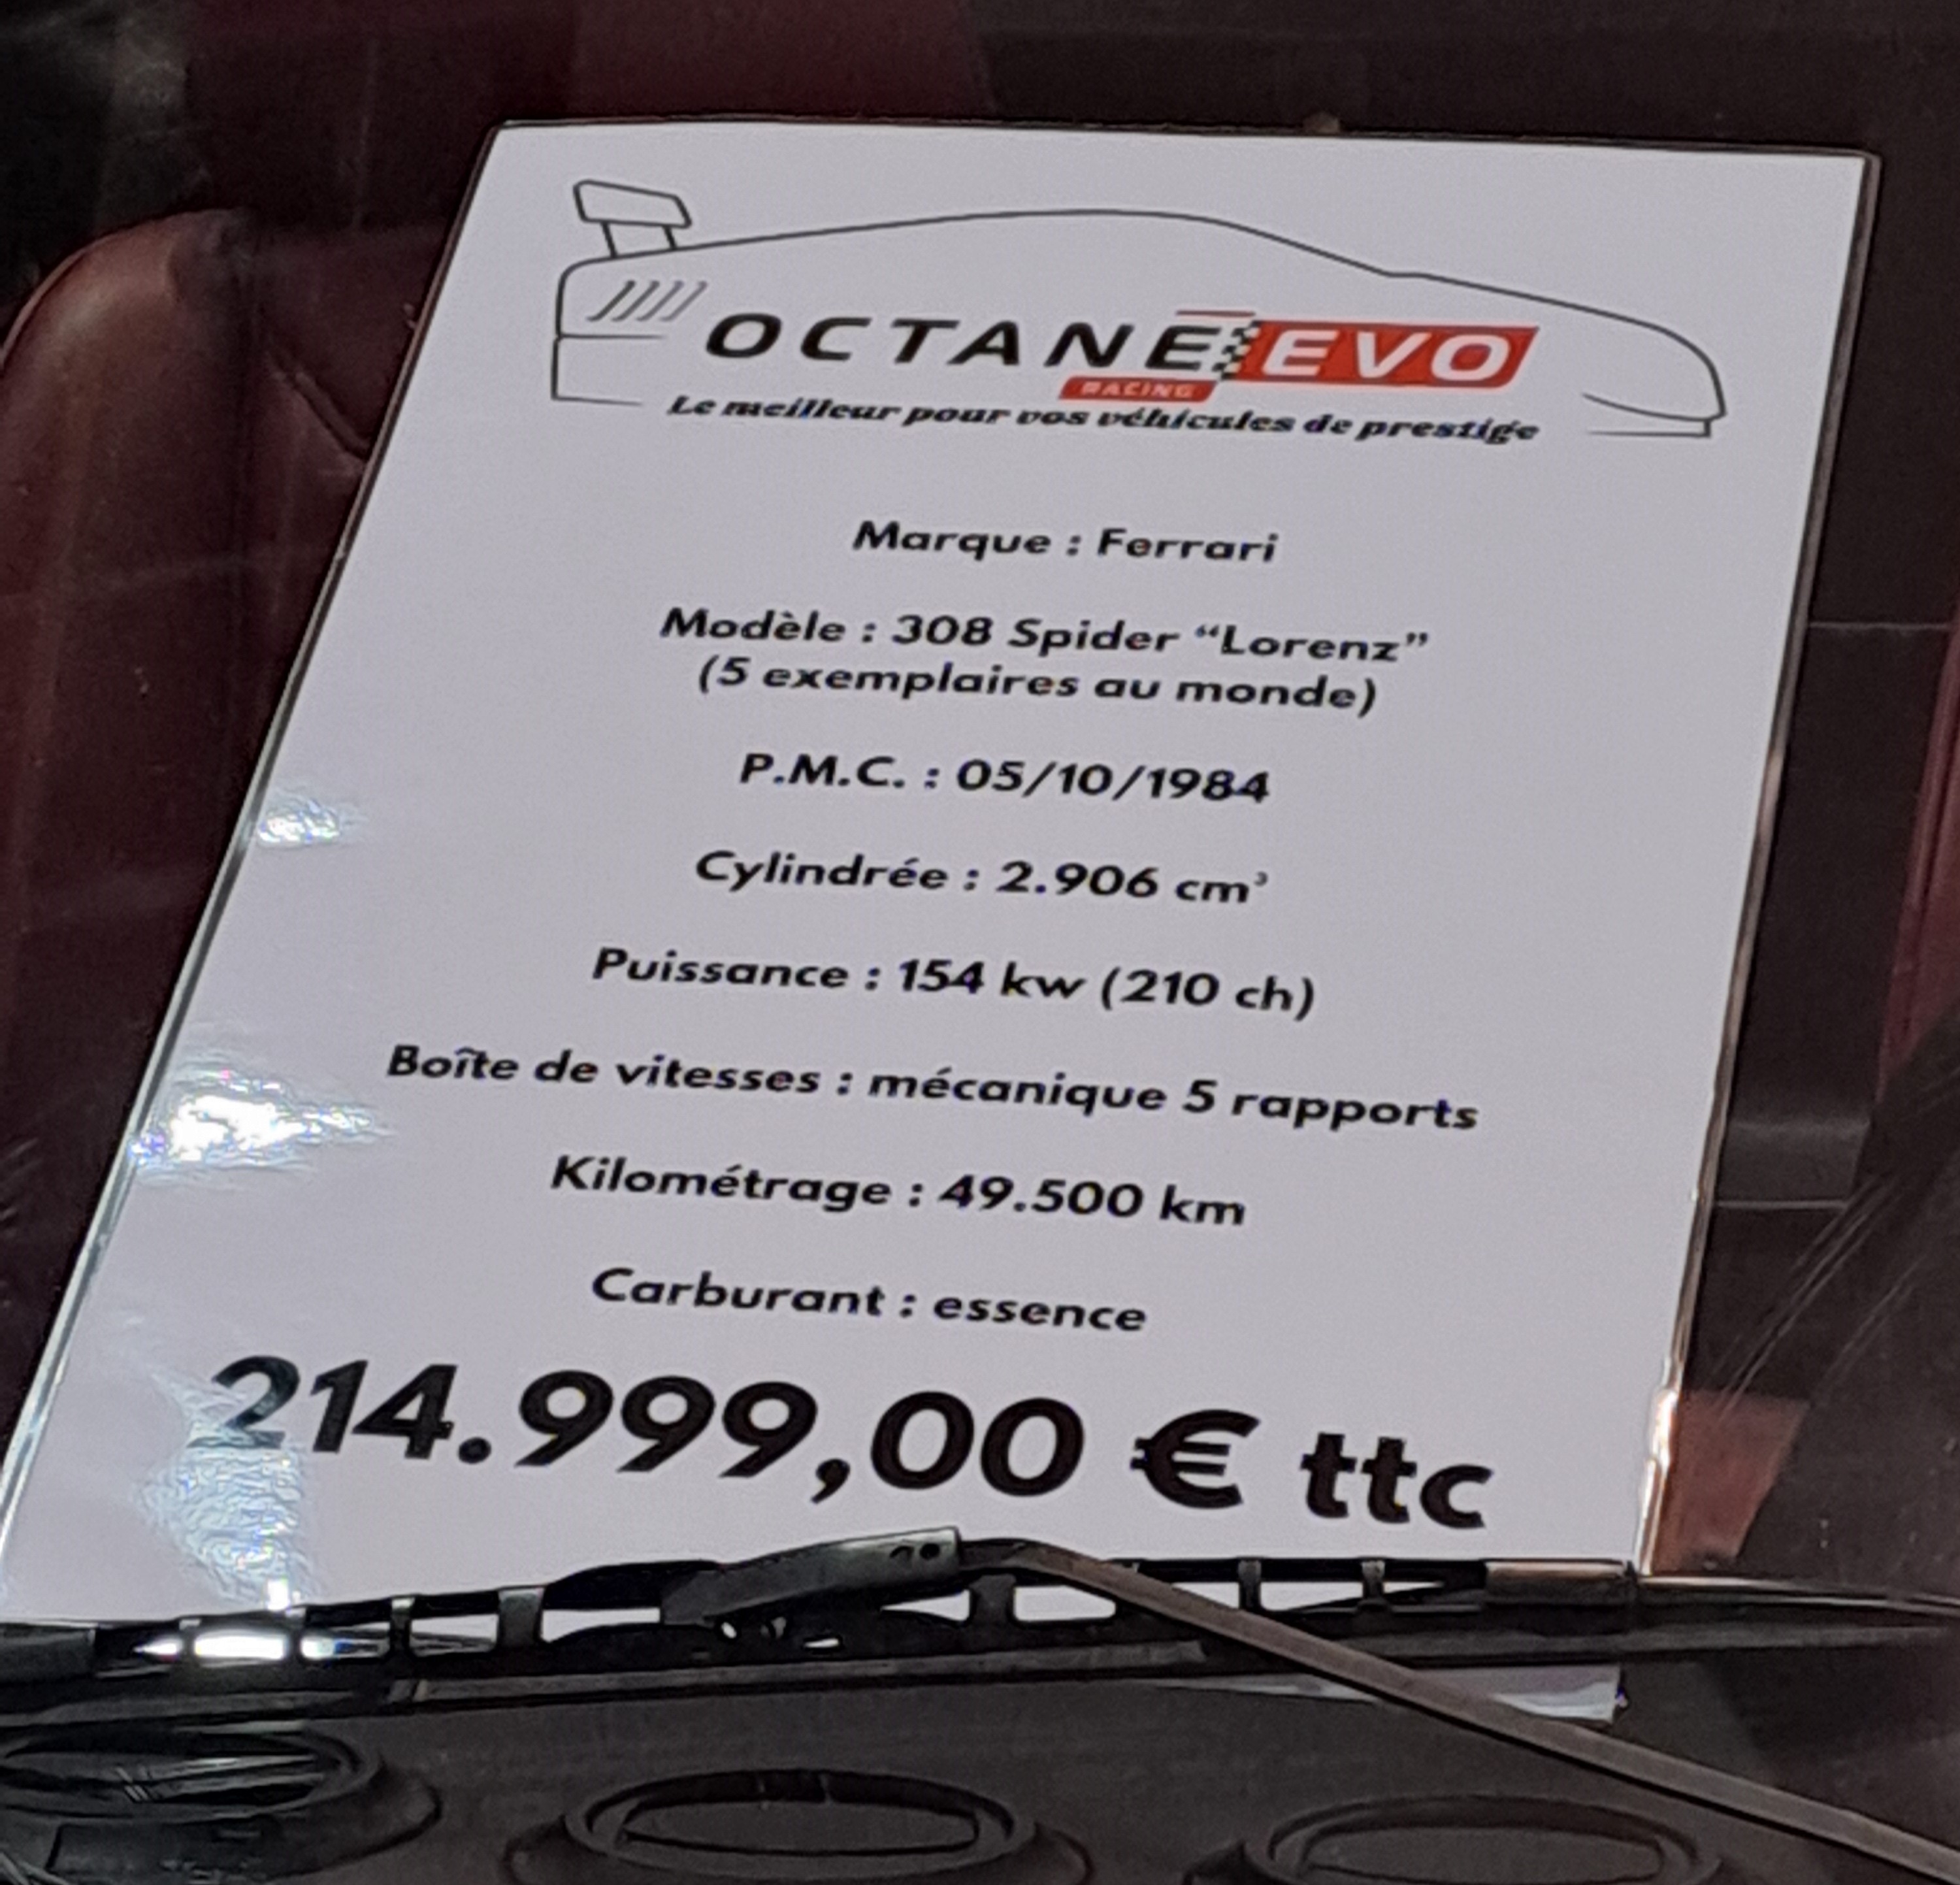 OCTANE EVO
RACING
Le meilleur pour vos véhicules de prestige
Marque : Ferrari
Modèle : 308 Spider “Lorenz”
(5 exemplaires au monde)
P.M.C. : 05/10/1984
Cylindrée : 2.906 cm³
Puissance : 154 kw (210 ch)
Boîte de vitesses : mécanique 5 rapports
Kilométrage : 49.500 km
Carburant : essence
214.999,00 € ttc